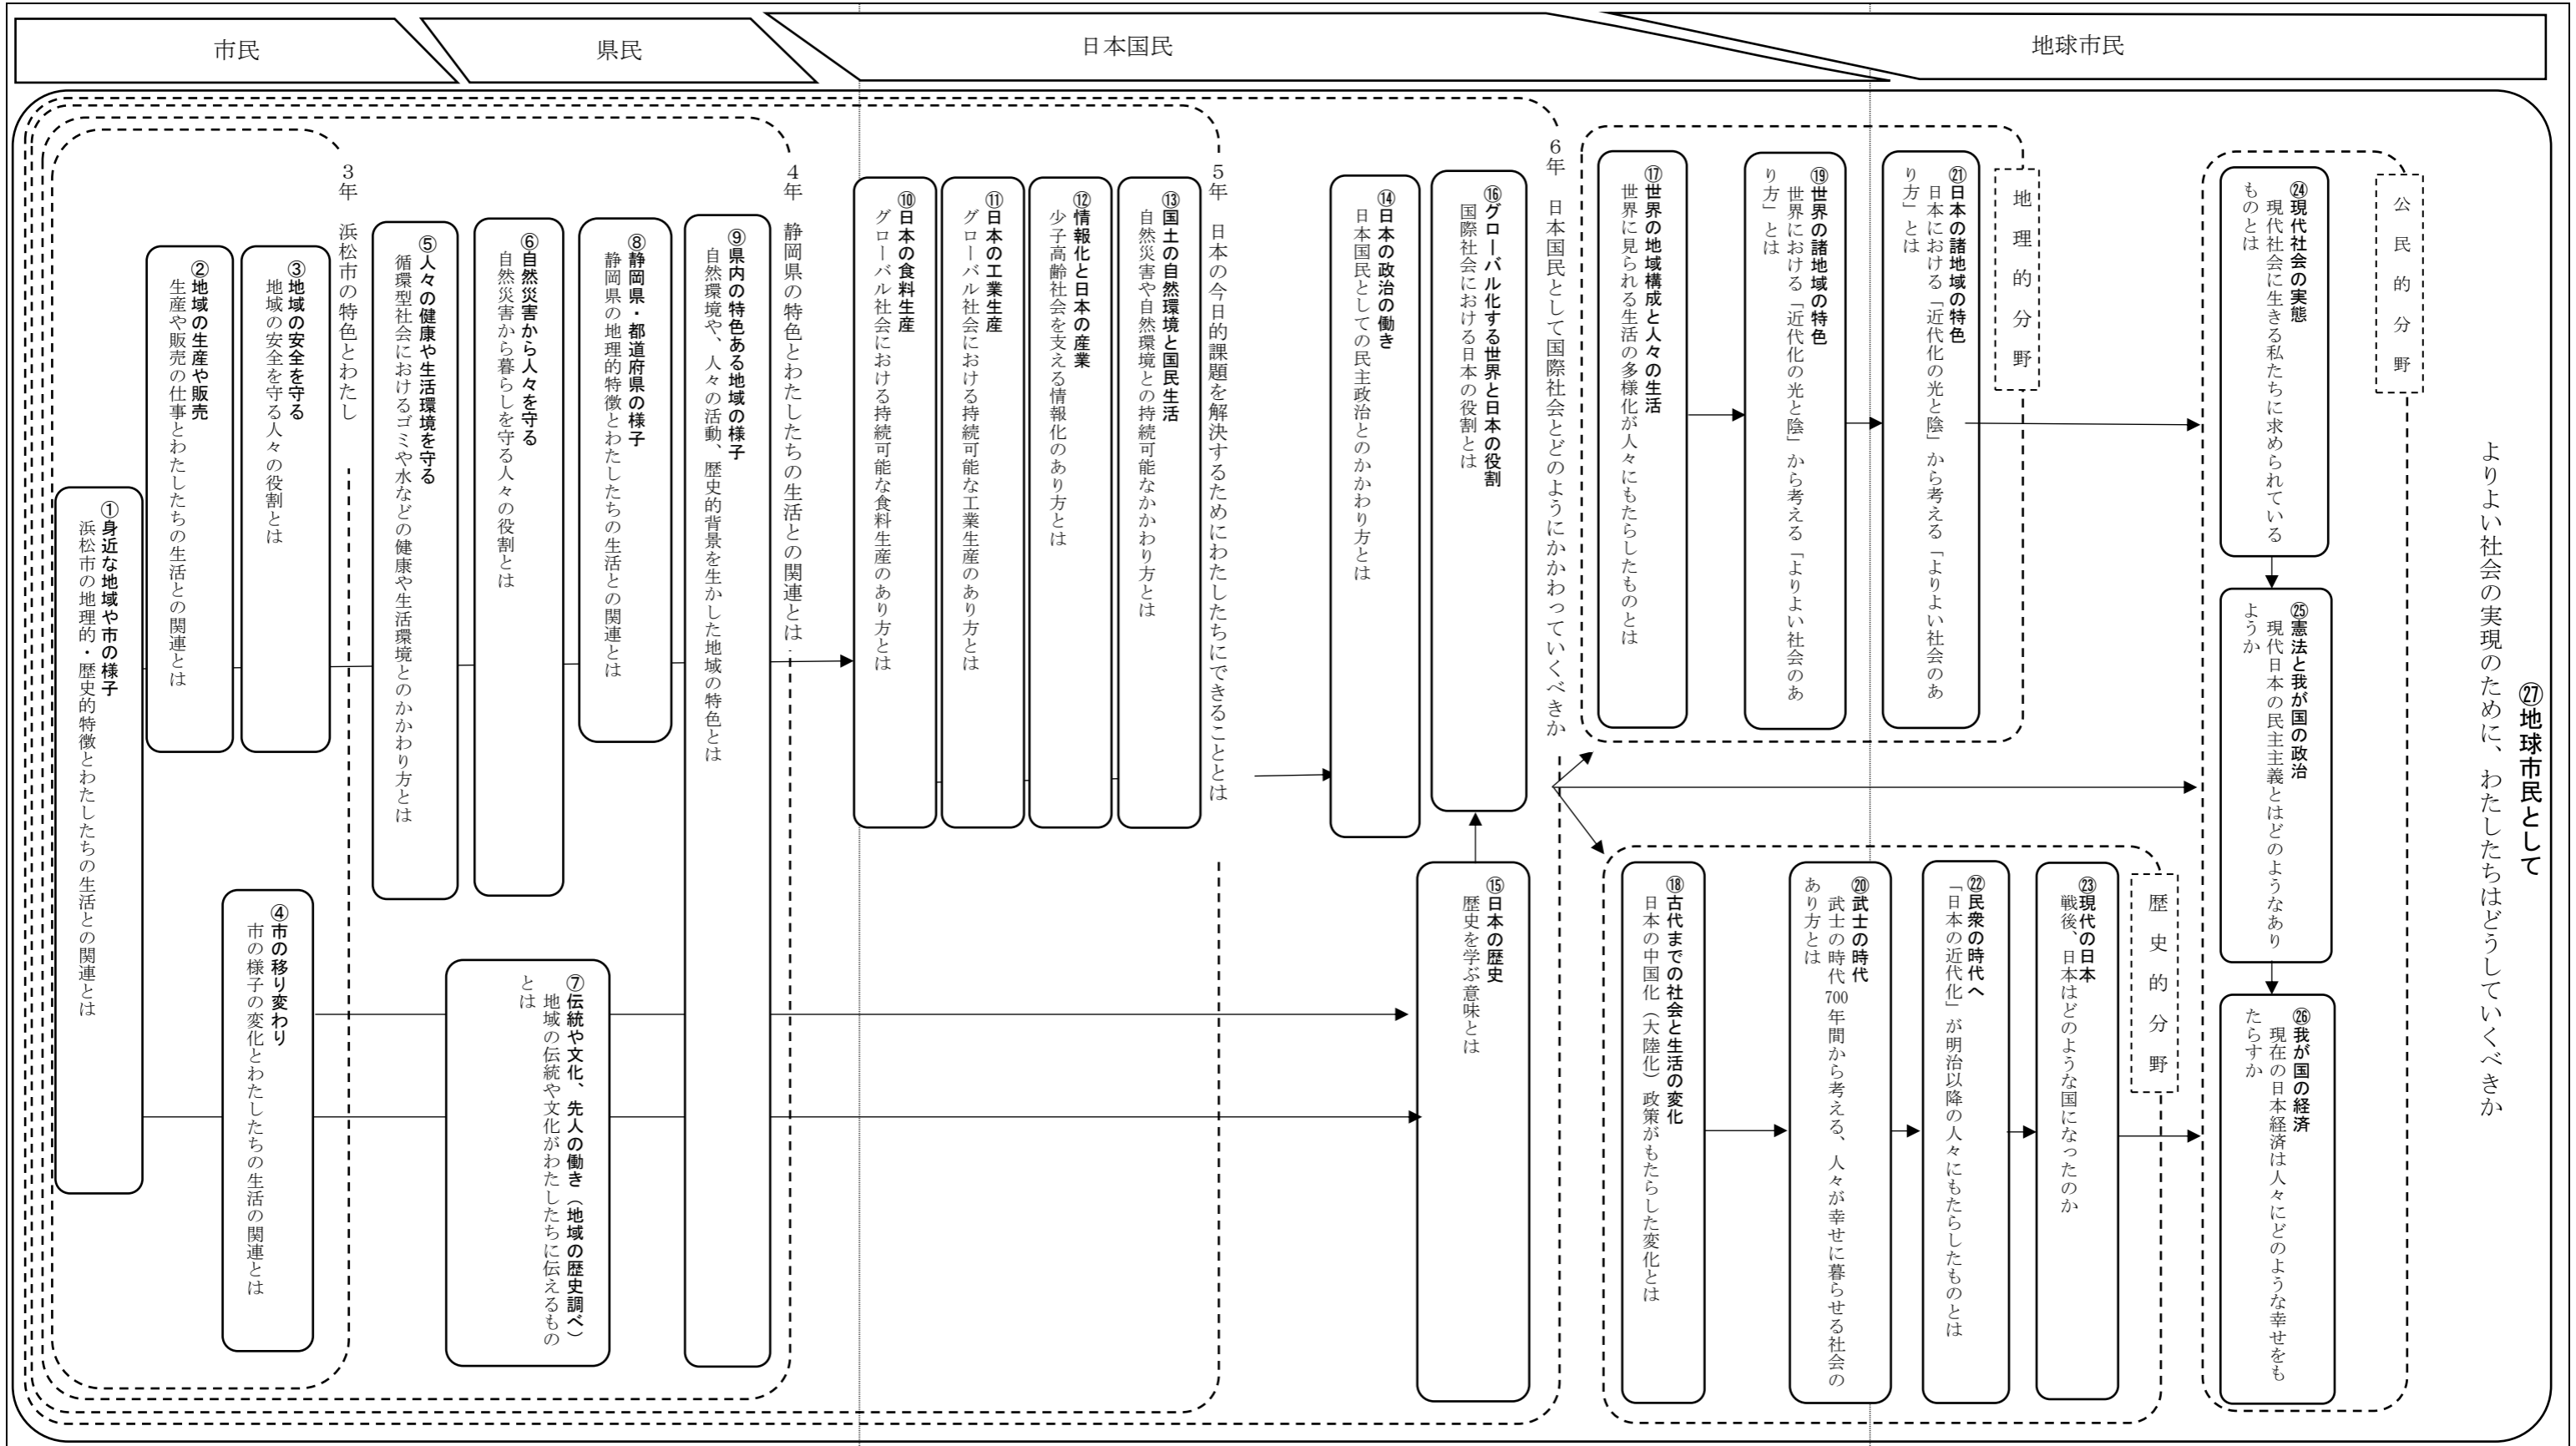 市民
県民
日本国民
地球市民
①身近な地域や市の様子
浜松市の地理的・歴史的特徴とわたしたちの生活との関連とは
②地域の生産や販売
生産や販売の仕事とわたしたちの生活との関連とは
③地域の安全を守る
地域の安全を守る人々の役割とは
④市の移り変わり
市の様子の変化とわたしたちの生活の関連とは
3年　浜松市の特色とわたし
⑤人々の健康や生活環境を守る
循環型社会におけるゴミや水などの健康や生活環境とのかかわり方とは
⑥自然災害から人々を守る
自然災害から暮らしを守る人々の役割とは
⑦伝統や文化、先人の働き（地域の歴史調べ）
地域の伝統や文化がわたしたちに伝えるもの
とは
⑧静岡県・都道府県の様子
静岡県の地理的特徴とわたしたちの生活との関連とは
⑨県内の特色ある地域の様子
自然環境や、人々の活動、歴史的背景を生かした地域の特色とは
4年　静岡県の特色とわたしたちの生活との関連とは
⑩日本の食料生産
グローバル社会における持続可能な食料生産のあり方とは
⑪日本の工業生産
グローバル社会における持続可能な工業生産のあり方とは
⑫情報化と日本の産業
少子高齢社会を支える情報化のあり方とは
⑬国土の自然環境と国民生活
自然災害や自然環境との持続可能なかかわり方とは
5年　日本の今日的課題を解決するためにわたしたちにできることとは
⑭日本の政治の働き
日本国民としての民主政治とのかかわり方とは
⑯グローバル化する世界と日本の役割
国際社会における日本の役割とは
⑮日本の歴史
歴史を学ぶ意味とは
6年　日本国民として国際社会とどのようにかかわっていくべきか
⑰世界の地域構成と人々の生活
世界に見られる生活の多様化が人々にもたらしたものとは
⑲世界の諸地域の特色
世界における「近代化の光と陰」から考える「よりよい社会のあ
り方」とは
㉑日本の諸地域の特色
日本における「近代化の光と陰」から考える「よりよい社会のあ
り方」とは
地理的分野
⑱古代までの社会と生活の変化
日本の中国化（大陸化）政策がもたらした変化とは
⑳武士の時代
武士の時代700年間から考える、人々が幸せに暮らせる社会の
あり方とは
㉒民衆の時代へ
「日本の近代化」が明治以降の人々にもたらしたものとは
㉓現代の日本
戦後、日本はどのような国になったのか
歴史的分野
㉔現代社会の実態
現代社会に生きる私たちに求められている
ものとは
㉕憲法と我が国の政治
現代日本の民主主義とはどのようなあり
ようか
㉖我が国の経済
現在の日本経済は人々にどのような幸せをも
たらすか
公民的分野
㉗地球市民として
よりよい社会の実現のために、わたしたちはどうしていくべきか